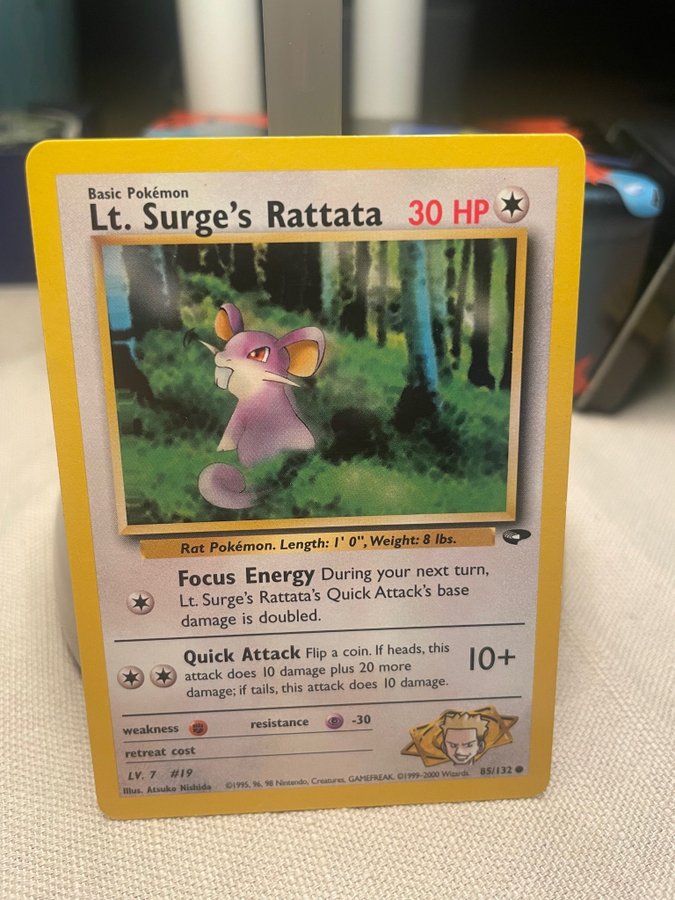 Basic Pokémon
Lt. Surge's Rattata 30 HP
Rat Pokémon. Length: 1' 0", Weight: 8 lbs.
Focus Energy During your next turn,
Lt. Surge's Rattata's Quick Attack's base
damage is doubled.
Quick Attack Flip a coin. If heads, this
attack does 10 damage plus 20 more
damage; if tails, this attack does 10 damage.
10+
weakness resistance -30
retreat cost
LV. 7 #19
Illus. Atsuko Nishida ©1995, 96, 98 Nintendo, Creatures, GAMEFREAK. ©1999-2000 Wizards. 85/132